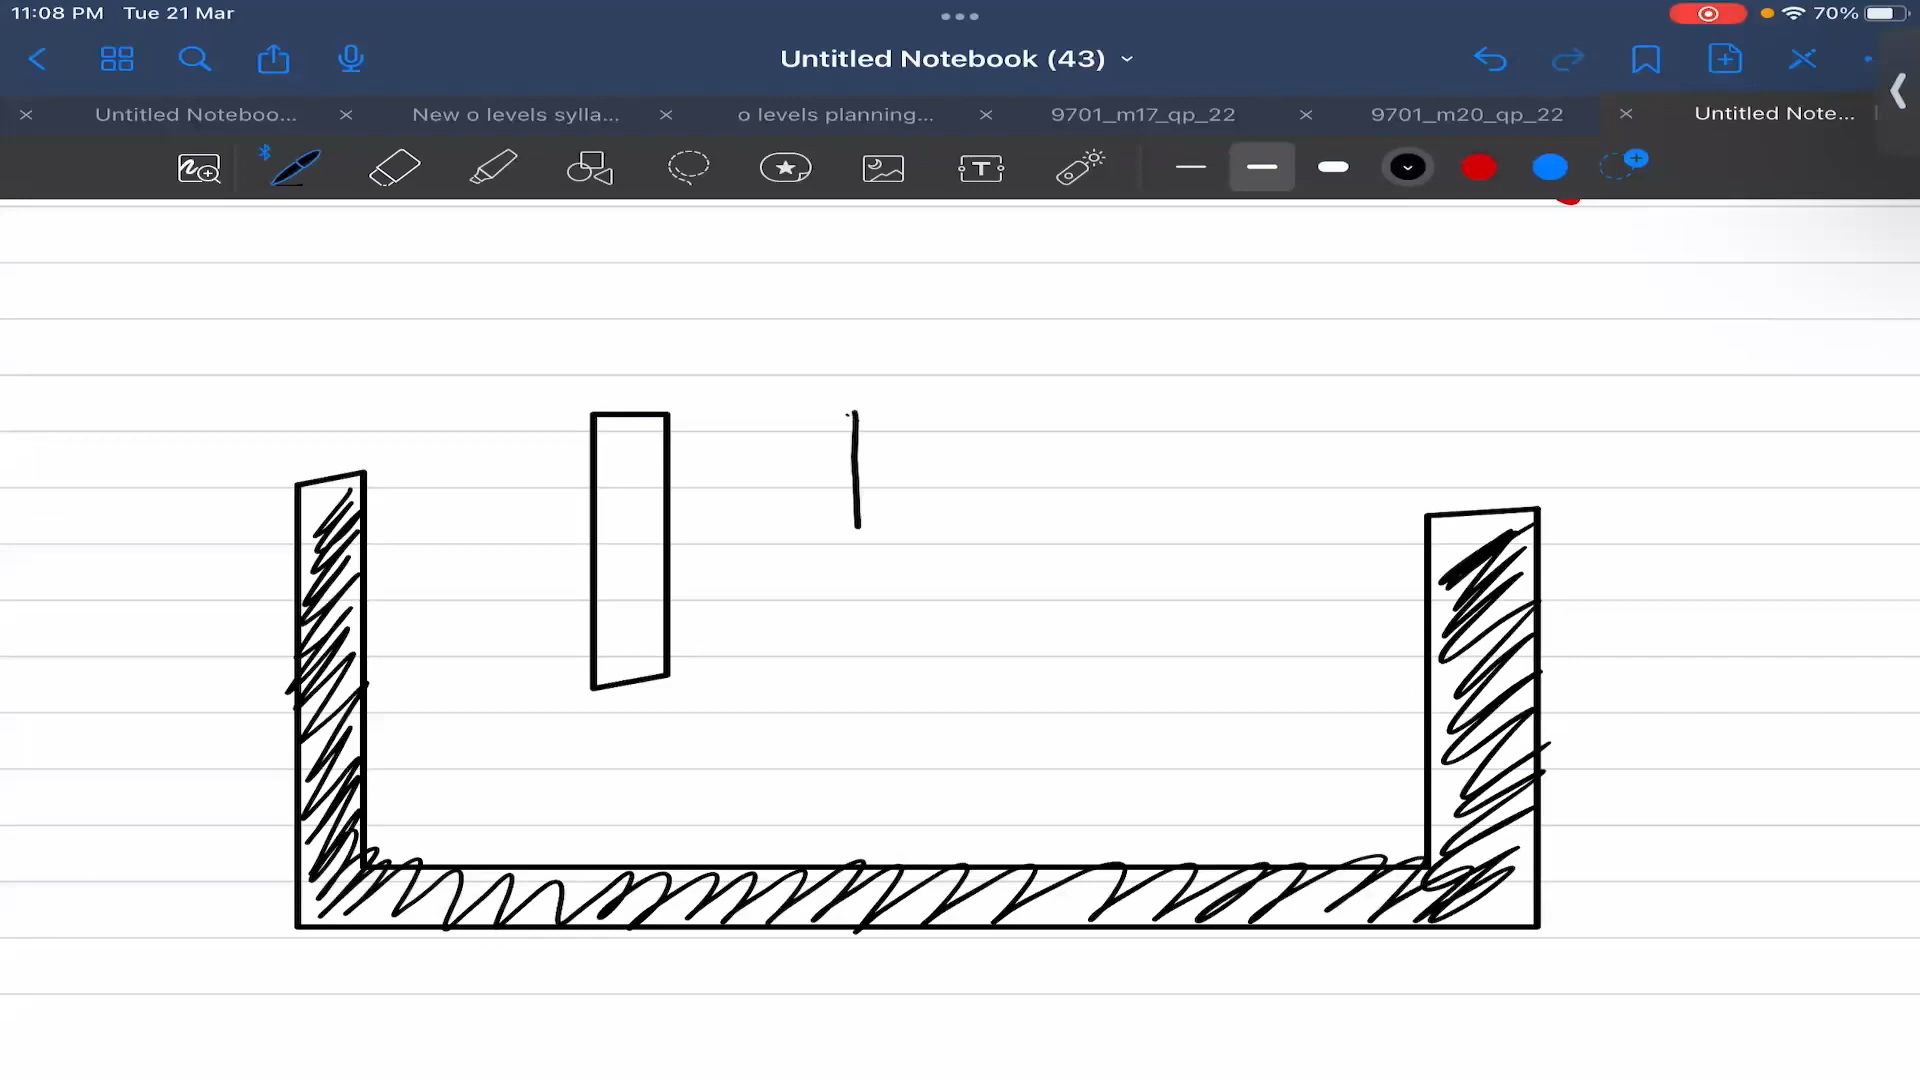 11:08 PM Tue 21 Mar
70%
Untitled Notebook (43)
Untitled Noteboo...
New o levels sylla...
o levels planning...
9701_m17_qp_22
9701_m20_qp_22
Untitled Note...
T